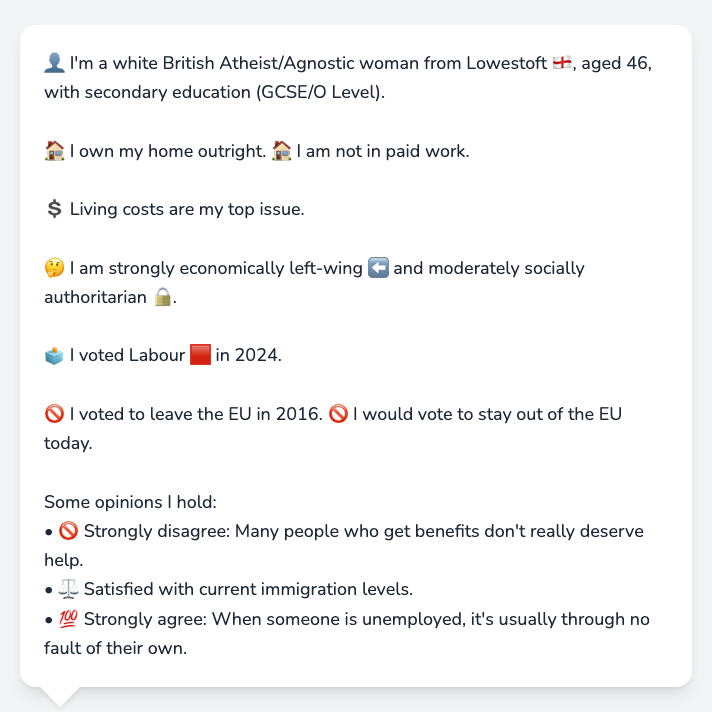 👤 I'm a white British Atheist/Agnostic woman from Lowestoft 🏴󠁧󠁢󠁥󠁮󠁧󠁿, aged 46,
with secondary education (GCSE/O Level).
🏠 I own my home outright. 🏠 I am not in paid work.
💲 Living costs are my top issue.
🤔 I am strongly economically left-wing ⬅️ and moderately socially
authoritarian 🔒.
🗳️ I voted Labour 🟥 in 2024.
🚫 I voted to leave the EU in 2016. 🚫 I would vote to stay out of the EU
today.
Some opinions I hold:
• 🚫 Strongly disagree: Many people who get benefits don't really deserve
help.
• ⚖️ Satisfied with current immigration levels.
• 💯 Strongly agree: When someone is unemployed, it's usually through no
fault of their own.